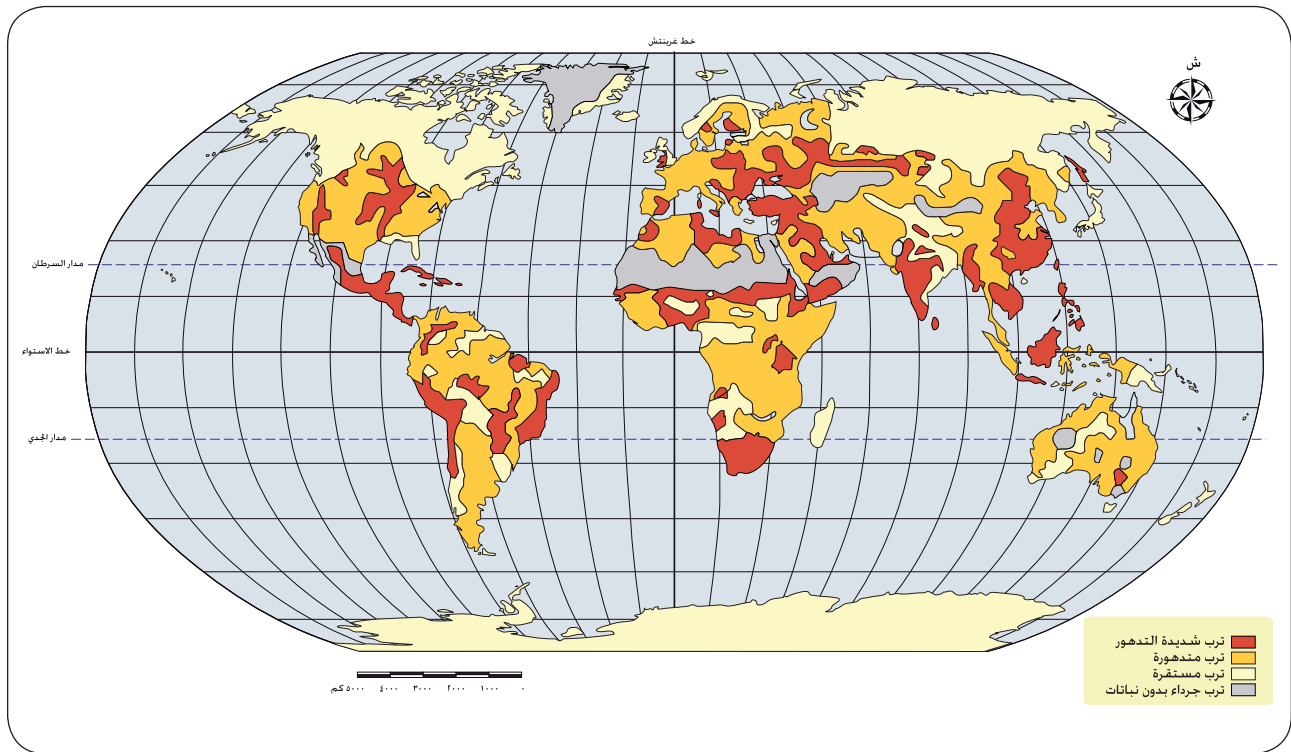 خط غرينتش
ش
مدار السرطان
خط الاستواء
مدار الجدي
ترب شديدة التدهور
ترب متدهورة
ترب مستقرة
ترب جرداء بدون نباتات
٠ ١٠٠٠ ٢٠٠٠ ٣٠٠٠ ٤٠٠٠ ٥٠٠٠ كم